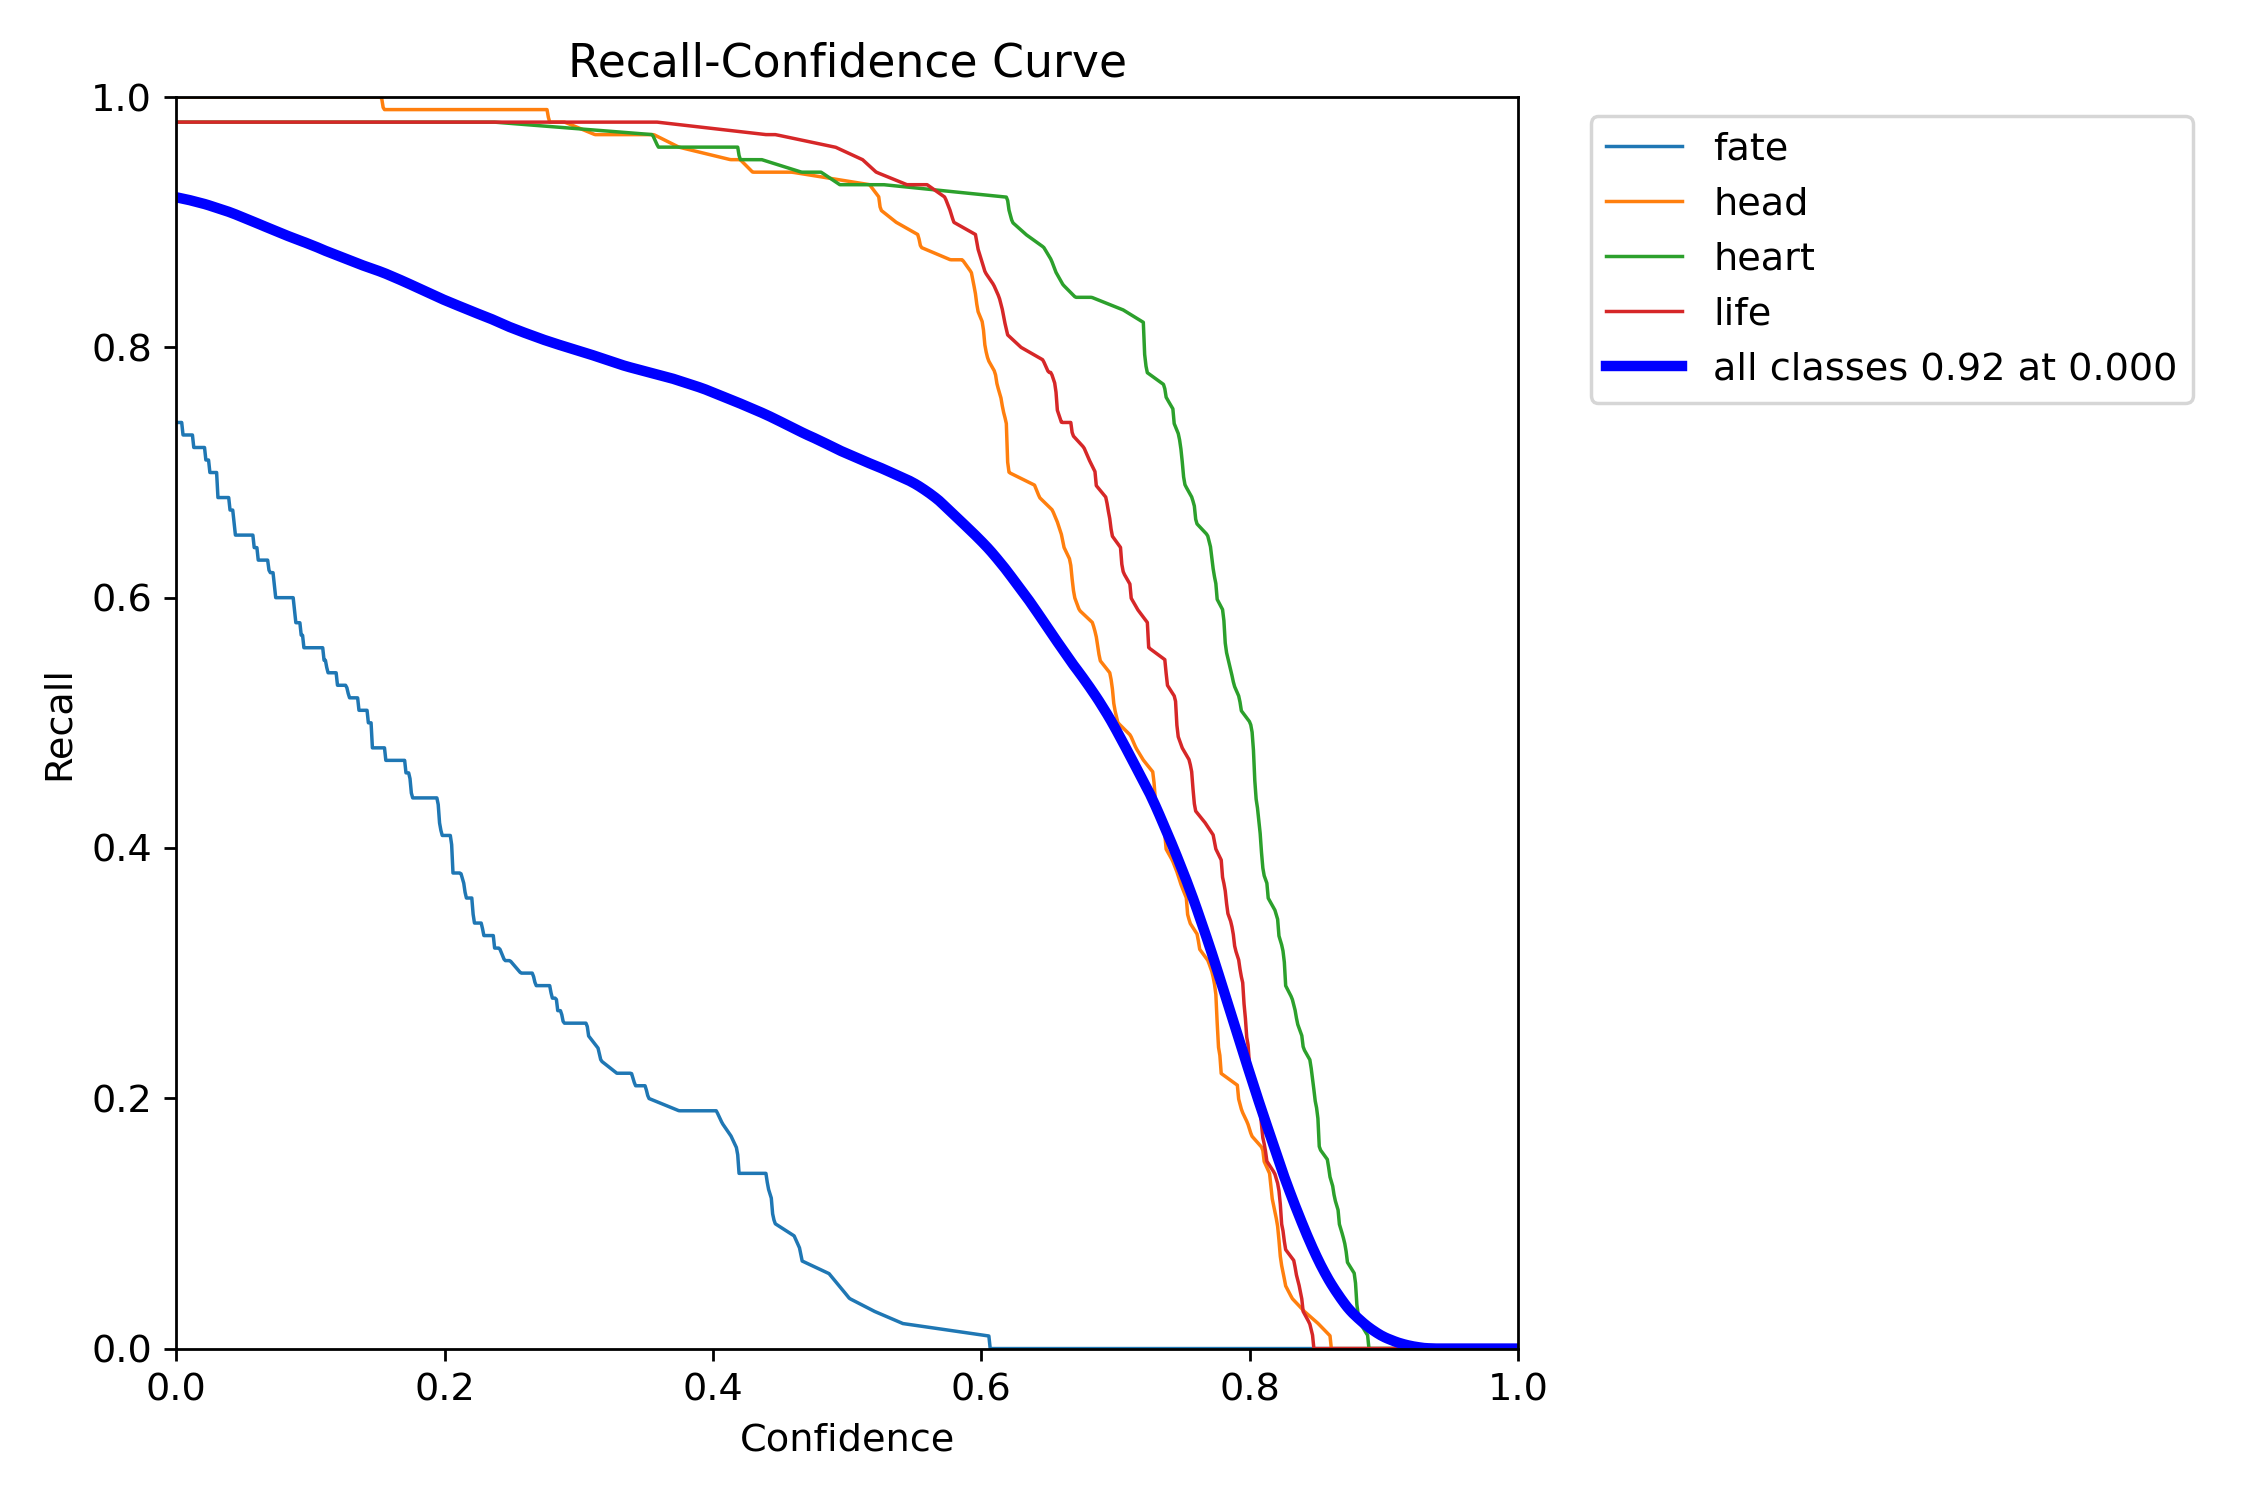 Recall-Confidence Curve
1.0
0.8
0.6
0.4
0.2
0.0
Recall
0.0 0.2 0.4 0.6 0.8 1.0
Confidence
fate
head
heart
life
all classes 0.92 at 0.000